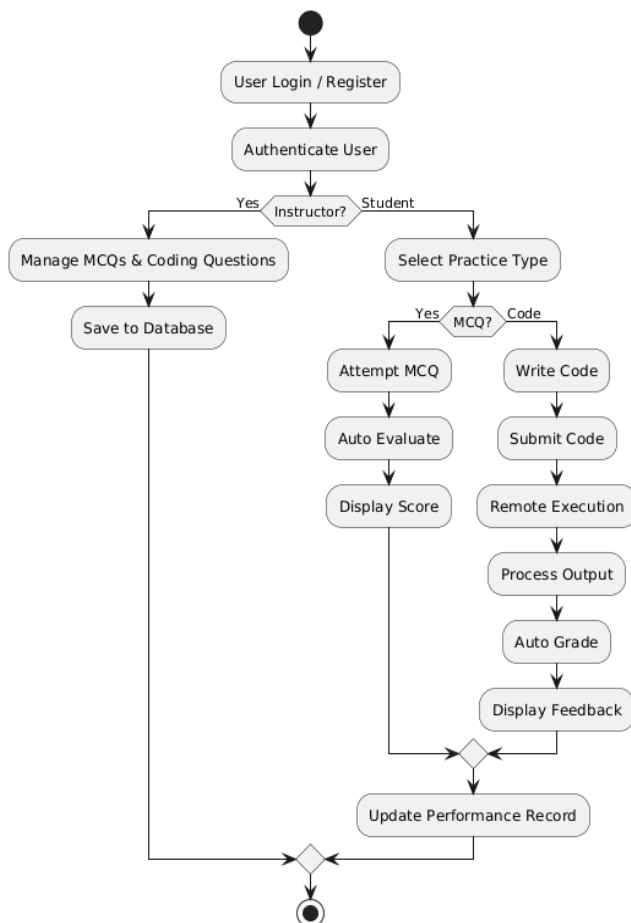 User Login / Register
Authenticate User
Instructor?
Yes
Student
Manage MCQs & Coding Questions
Save to Database
Select Practice Type
MCQ?
Yes
Code
Attempt MCQ
Auto Evaluate
Display Score
Write Code
Submit Code
Remote Execution
Process Output
Auto Grade
Display Feedback
Update Performance Record